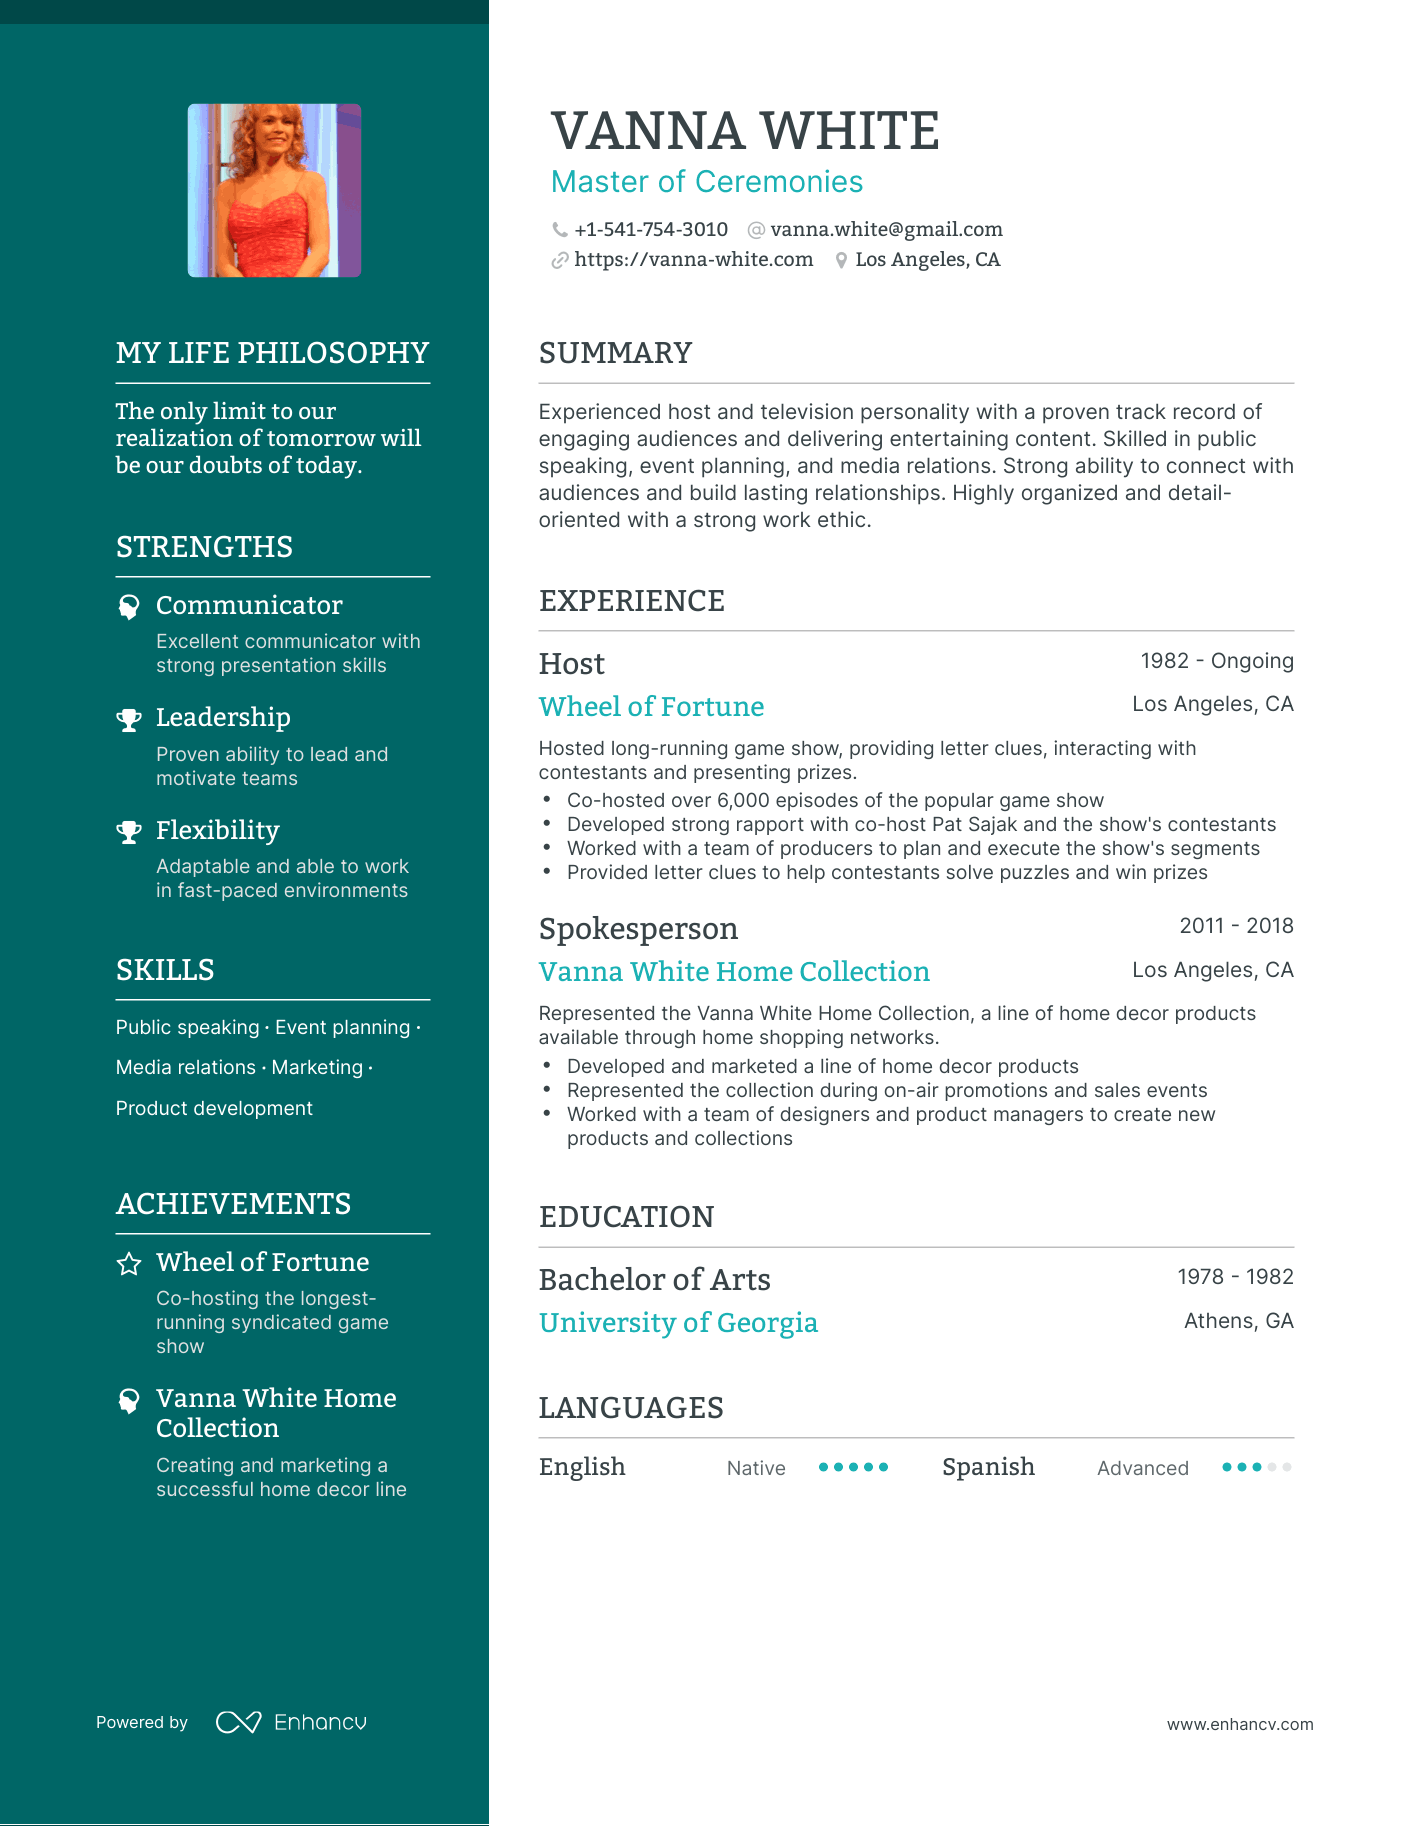 MY LIFE PHILOSOPHY
The only limit to our
realization of tomorrow will
be our doubts of today.
STRENGTHS
Communicator
Excellent communicator with
strong presentation skills
Leadership
Proven ability to lead and
motivate teams
Flexibility
Adaptable and able to work
in fast-paced environments
SKILLS
Public speaking · Event planning ·
Media relations · Marketing ·
Product development
ACHIEVEMENTS
Wheel of Fortune
Co-hosting the longest-
running syndicated game
show
Vanna White Home
Collection
Creating and marketing a
successful home decor line
VANNA WHITE
Master of Ceremonies
+1-541-754-3010 @ vanna.white@gmail.com
https://vanna-white.com Los Angeles, CA
SUMMARY
Experienced host and television personality with a proven track record of
engaging audiences and delivering entertaining content. Skilled in public
speaking, event planning, and media relations. Strong ability to connect with
audiences and build lasting relationships. Highly organized and detail-
oriented with a strong work ethic.
EXPERIENCE
Host 1982 - Ongoing
Wheel of Fortune Los Angeles, CA
Hosted long-running game show, providing letter clues, interacting with
contestants and presenting prizes.
• Co-hosted over 6,000 episodes of the popular game show
• Developed strong rapport with co-host Pat Sajak and the show's contestants
• Worked with a team of producers to plan and execute the show's segments
• Provided letter clues to help contestants solve puzzles and win prizes
Spokesperson 2011 - 2018
Vanna White Home Collection Los Angeles, CA
Represented the Vanna White Home Collection, a line of home decor products
available through home shopping networks.
• Developed and marketed a line of home decor products
• Represented the collection during on-air promotions and sales events
• Worked with a team of designers and product managers to create new
products and collections
EDUCATION
Bachelor of Arts 1978 - 1982
University of Georgia Athens, GA
LANGUAGES
English Native Spanish Advanced
Powered by Enhancv
www.enhancv.com